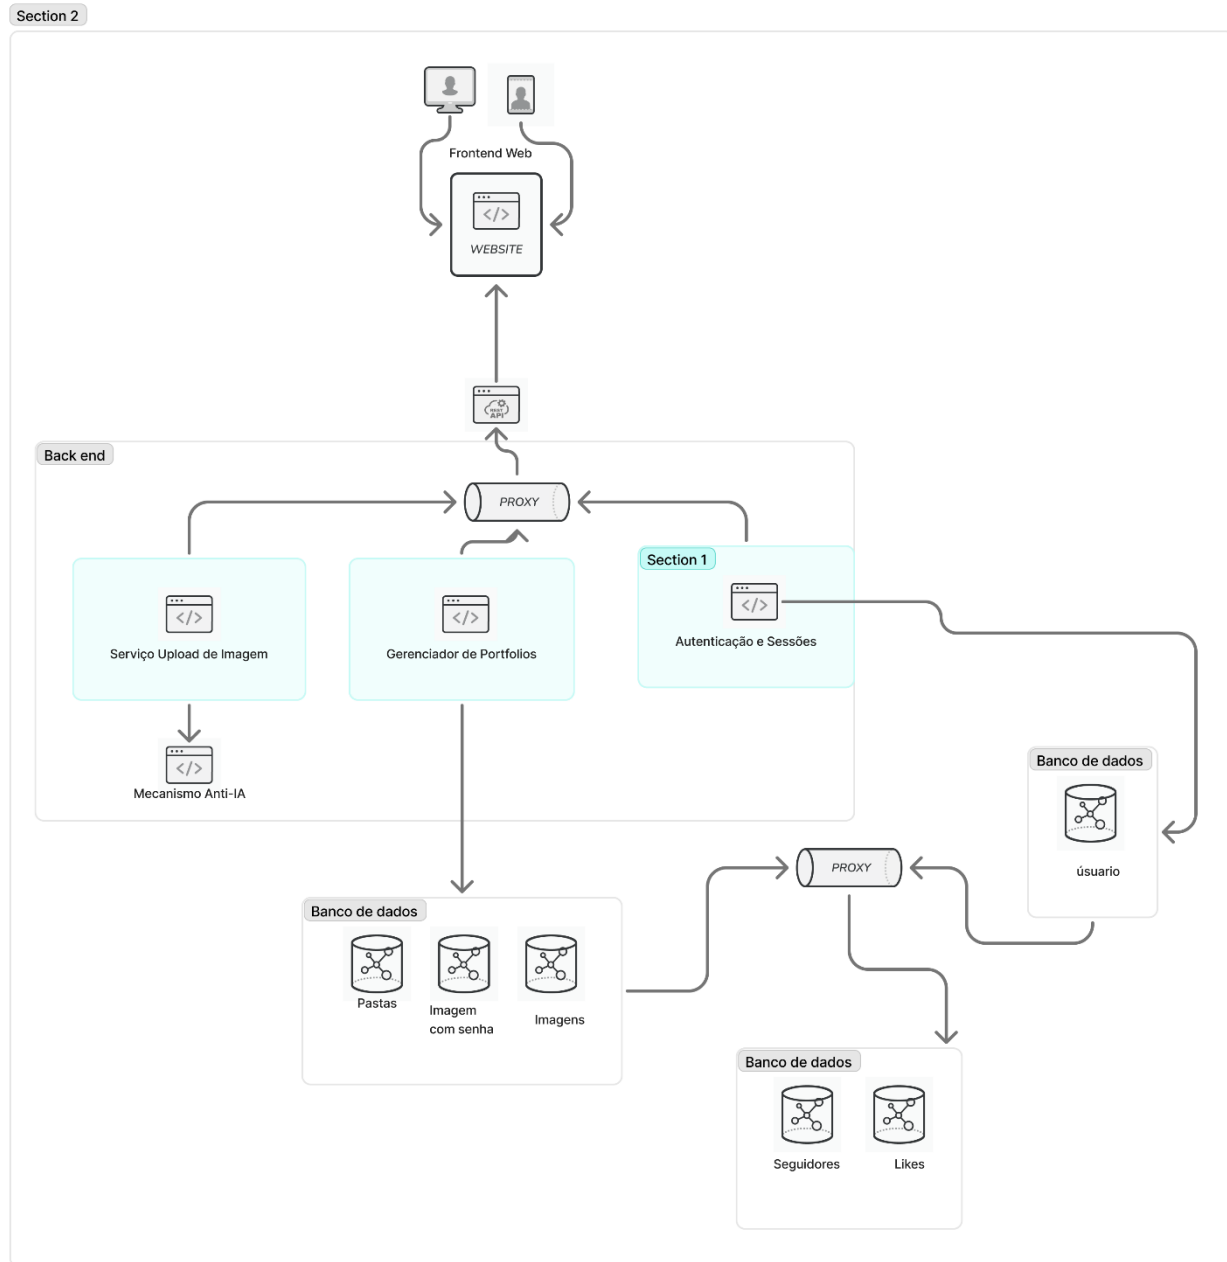 Section 2
Frontend Web
</>
WEBSITE
REST
API
Back end
PROXY
Section 1
</>
Serviço Upload de Imagem
</>
Gerenciador de Portfolios
</>
Autenticação e Sessões
</>
Mecanismo Anti-IA
Banco de dados
úsuario
PROXY
Banco de dados
Pastas
Imagem
com senha
Imagens
Banco de dados
Seguidores
Likes